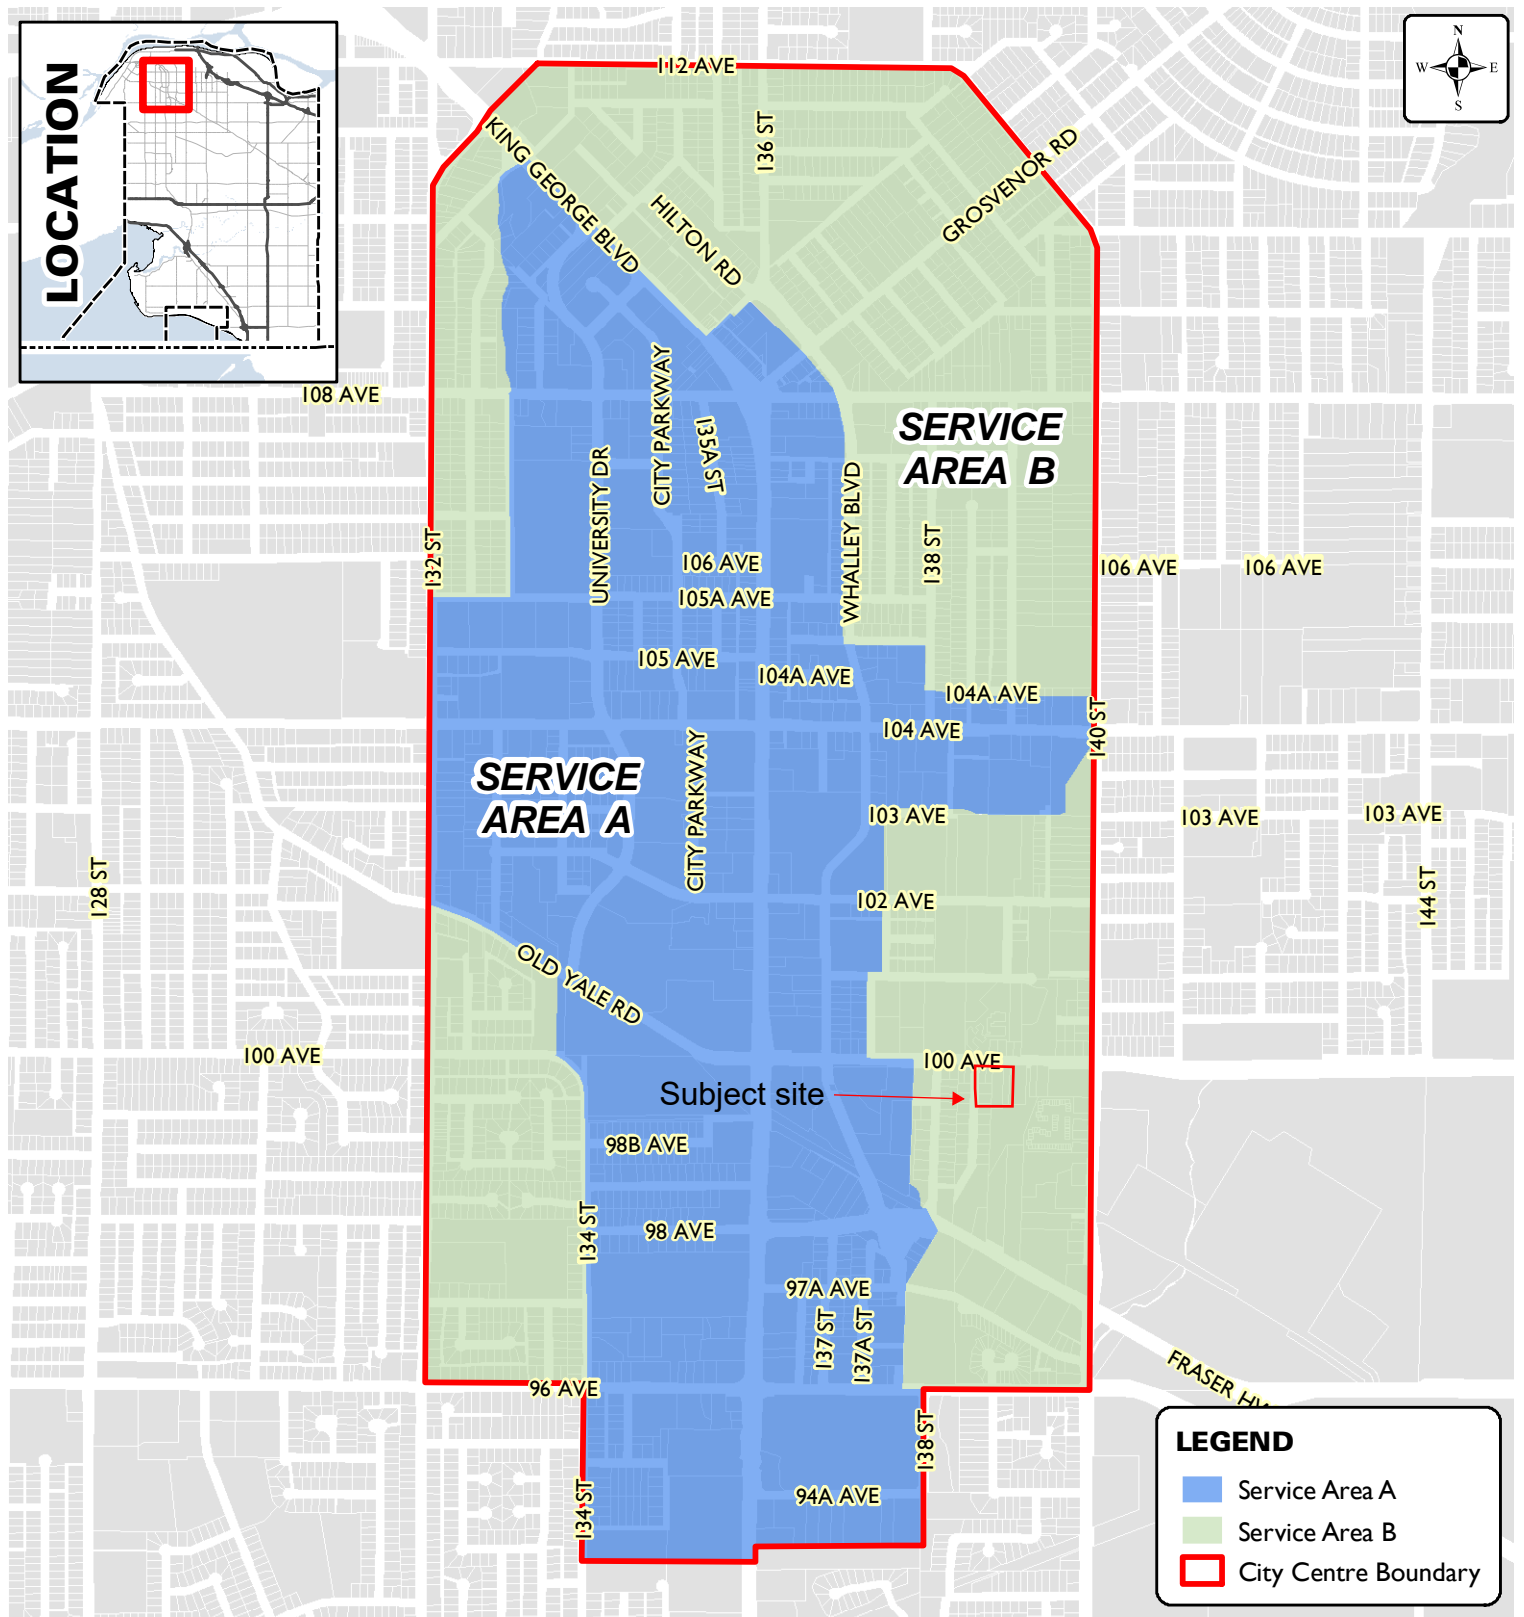 LOCATION
N
W
E
S
112 AVE
136 ST
KING GEORGE BLVD
HILTON RD
GROSVENOR RD
108 AVE
CITY PARKWAY
135A ST
UNIVERSITY DR
WHALLEY BLVD
SERVICE
AREA B
132 ST
138 ST
106 AVE
106 AVE
106 AVE
105A AVE
105 AVE
104A AVE
104A AVE
104 AVE
140 ST
SERVICE
AREA A
CITY PARKWAY
103 AVE
103 AVE
103 AVE
128 ST
102 AVE
144 ST
OLD YALE RD
100 AVE
100 AVE
Subject site
98B AVE
134 ST
98 AVE
97A AVE
137 ST
137A ST
96 AVE
FRASER HW
138 ST
94A AVE
134 ST
LEGEND
Service Area A
Service Area B
City Centre Boundary